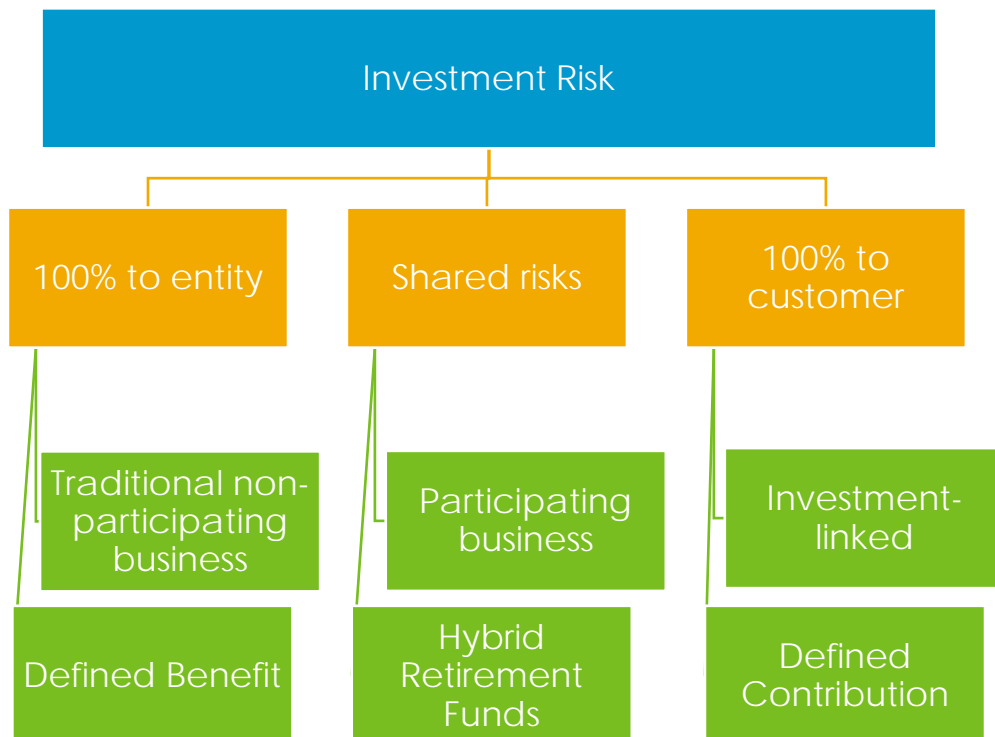 Investment Risk
100% to entity
Shared risks
100% to
customer
Traditional non-
participating
business
Participating
business
Investment-
linked
Defined Benefit
Hybrid
Retirement
Funds
Defined
Contribution